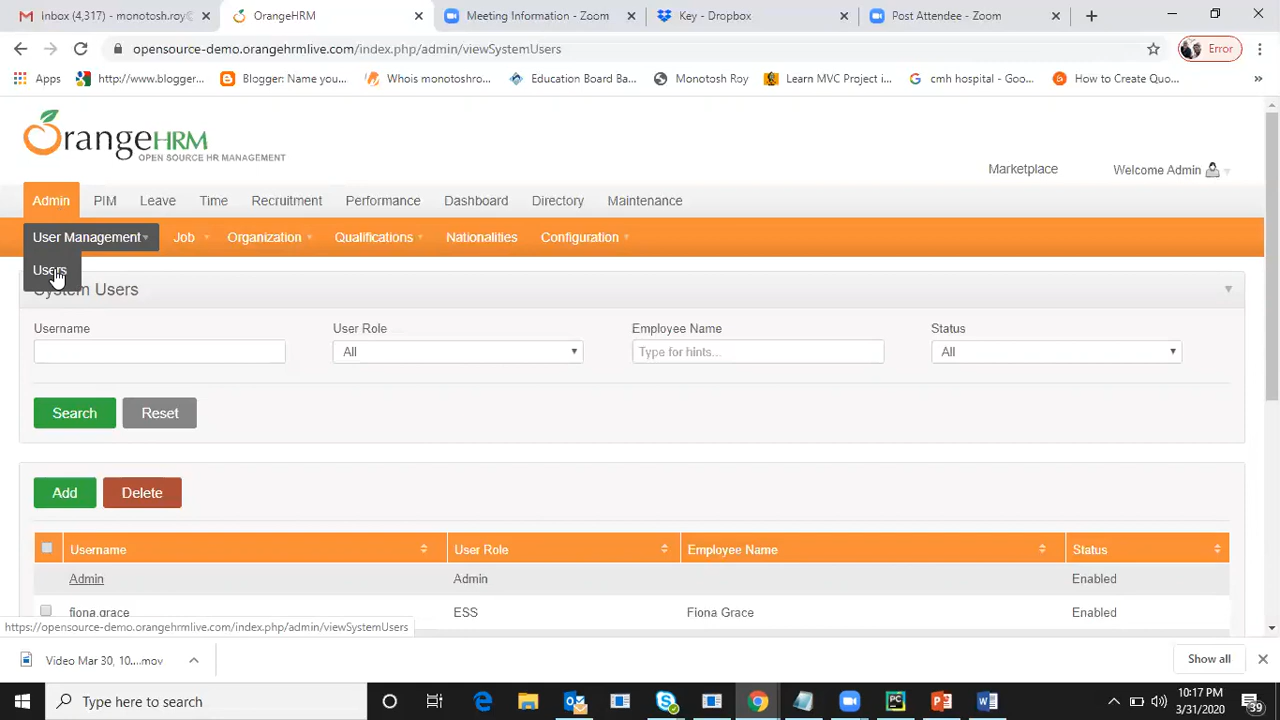 inbox (4,317) - monotosh.roy@
OrangeHRM
Meeting Information - Zoom
Key - Dropbox
Post Attendee - Zoom
opensource-demo.orangehrmlive.com/index.php/admin/viewSystemUsers
Error
Apps
http://www.blogger...
Blogger: Name you...
Whois monotoshro...
Education Board Ba...
Monotosh Roy
Learn MVC Project i...
cmh hospital - Goo...
How to Create Quo...
»
OrangeHRM
OPEN SOURCE HR MANAGEMENT
Marketplace
Welcome Admin
Admin
PIM
Leave
Time
Recruitment
Performance
Dashboard
Directory
Maintenance
User Management
Job
Organization
Qualifications
Nationalities
Configuration
Users
System Users
Username
User Role
Employee Name
Status
All
Type for hints...
All
Search
Reset
Add
Delete
Username
User Role
Employee Name
Status
Admin
Admin
Enabled
fiona.grace
ESS
Fiona Grace
Enabled
https://opensource-demo.orangehrmlive.com/index.php/admin/viewSystemUsers
Video Mar 30, 10....mov
Show all
Type here to search
10:17 PM
3/31/2020
39